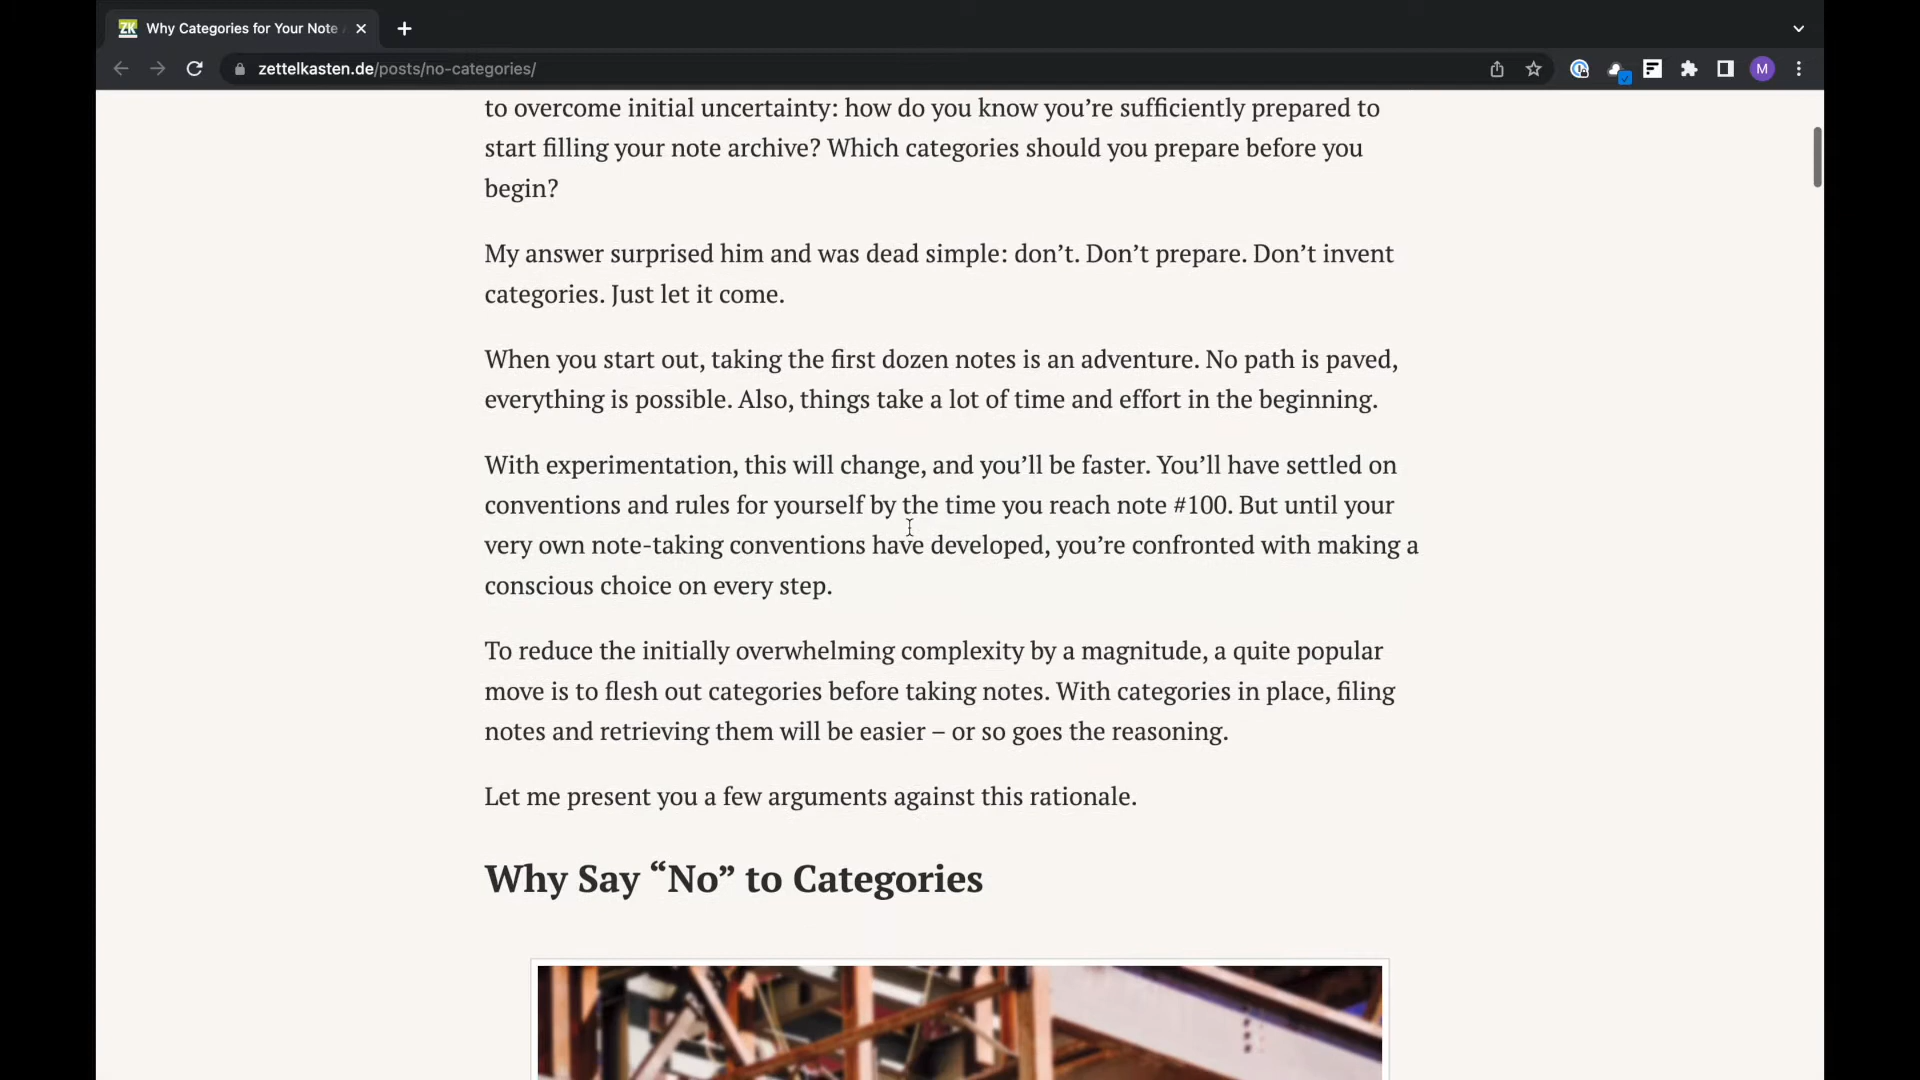 ZK Why Categories for Your Note
zettelkasten.de/posts/no-categories/
M
to overcome initial uncertainty: how do you know you’re sufficiently prepared to
start filling your note archive? Which categories should you prepare before you
begin?
My answer surprised him and was dead simple: don’t. Don’t prepare. Don’t invent
categories. Just let it come.
When you start out, taking the first dozen notes is an adventure. No path is paved,
everything is possible. Also, things take a lot of time and effort in the beginning.
With experimentation, this will change, and you’ll be faster. You’ll have settled on
conventions and rules for yourself by the time you reach note #100. But until your
very own note-taking conventions have developed, you’re confronted with making a
conscious choice on every step.
To reduce the initially overwhelming complexity by a magnitude, a quite popular
move is to flesh out categories before taking notes. With categories in place, filing
notes and retrieving them will be easier – or so goes the reasoning.
Let me present you a few arguments against this rationale.
Why Say “No” to Categories